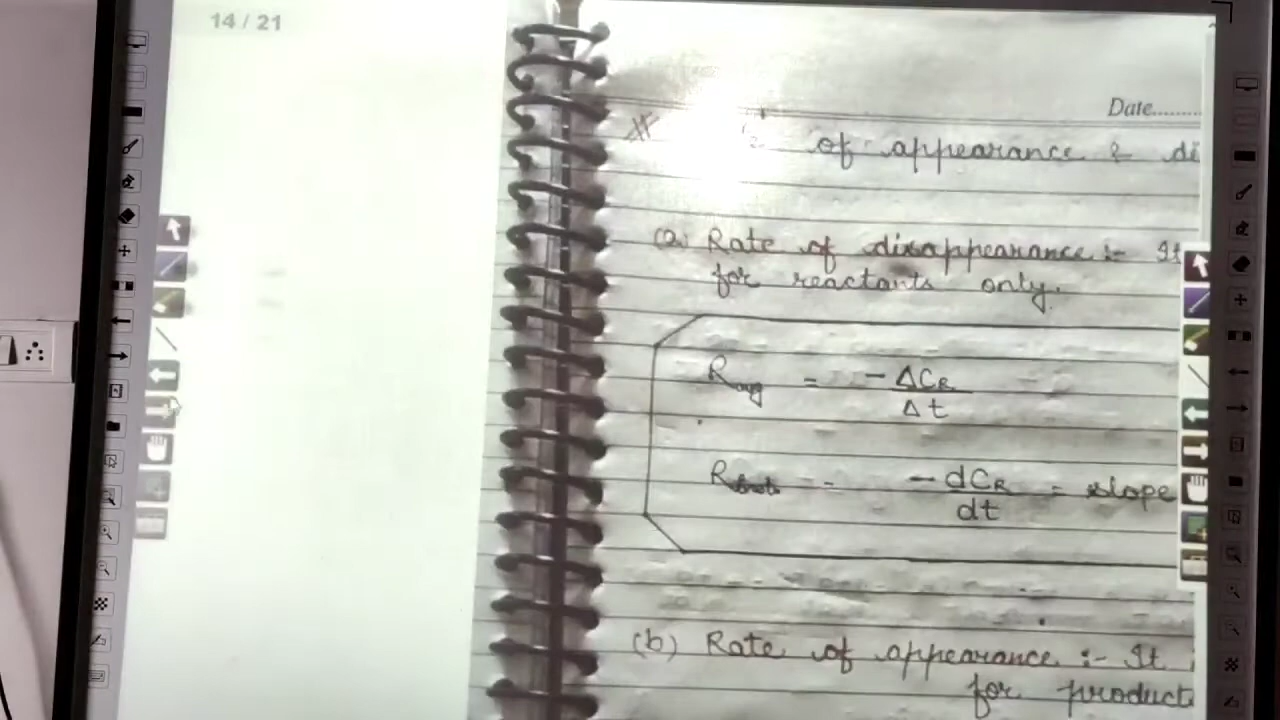 14 / 21
Date.........
# of appearance & di
(a) Rate of disappearance :- It
for reactants only.
Ravg = -ΔCR
Δt
R = -dCR = slope
dt
(b) Rate of appearance :- It
for product